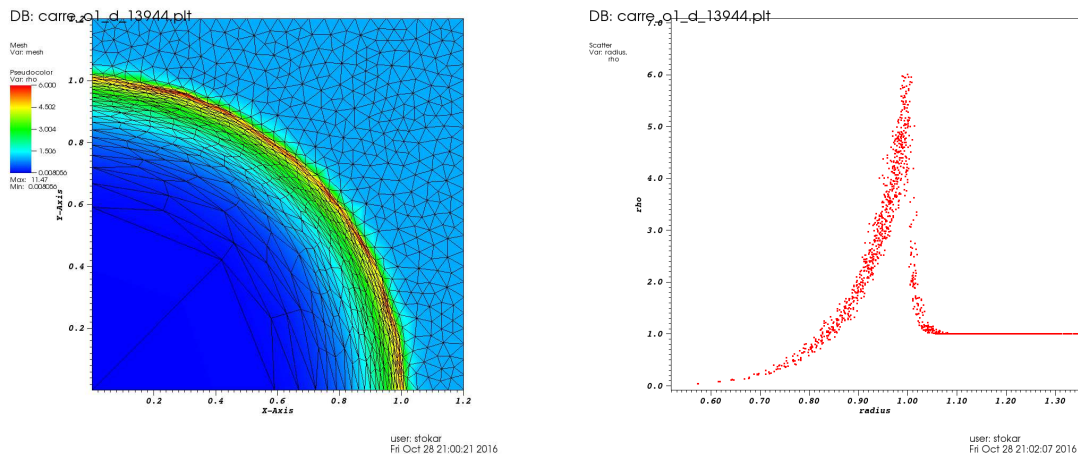 DB: carre_o1_d_13944.plt
Mesh
Var: mesh
Pseudocolor
Var: rho
6.000
4.502
3.004
1.506
0.008056
Max: 11.47
Min: 0.008056
Y-Axis
1.2
1.0
0.8
0.6
0.4
0.2
0.2 0.4 0.6 0.8 1.0 1.2
X-Axis
user: stokar
Fri Oct 28 21:00:21 2016
DB: carre_o1_d_13944.plt
Scatter
Var: radius,
rho
rho
7.0
6.0
5.0
4.0
3.0
2.0
1.0
0.0
0.60 0.70 0.80 0.90 1.00 1.10 1.20 1.30
radius
user: stokar
Fri Oct 28 21:02:07 2016